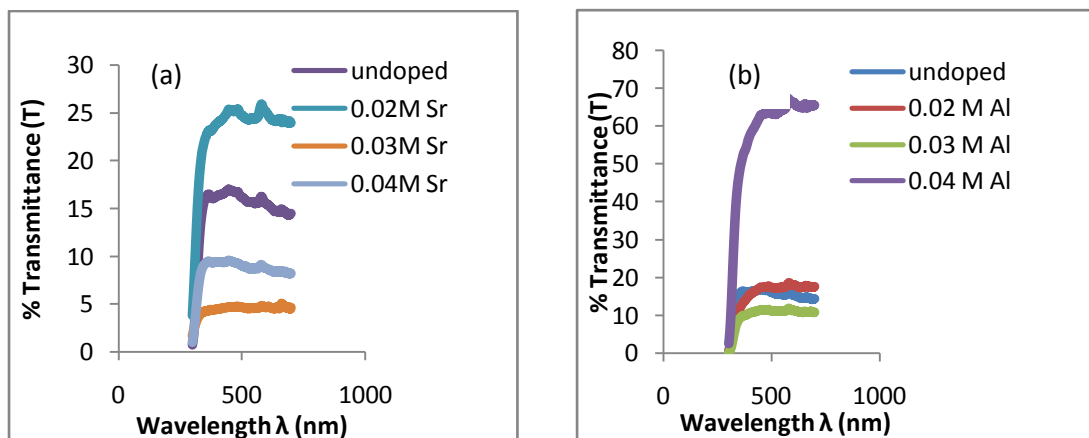 (a)
% Transmittance (T)
30
25
20
15
10
5
0
undoped
0.02M Sr
0.03M Sr
0.04M Sr
0 500 1000
Wavelength λ (nm)
(b)
% Transmittance (T)
80
70
60
50
40
30
20
10
0
undoped
0.02 M Al
0.03 M Al
0.04 M Al
0 500 1000
Wavelength λ (nm)